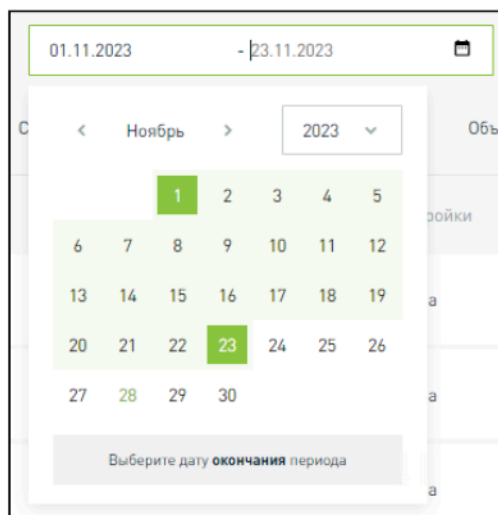 01.11.2023 - 23.11.2023
С Ноябрь 2023 Объ
1 2 3 4 5
ройки
6 7 8 9 10 11 12
13 14 15 16 17 18 19
а
20 21 22 23 24 25 26
27 28 29 30
а
Выберите дату окончания периода
а